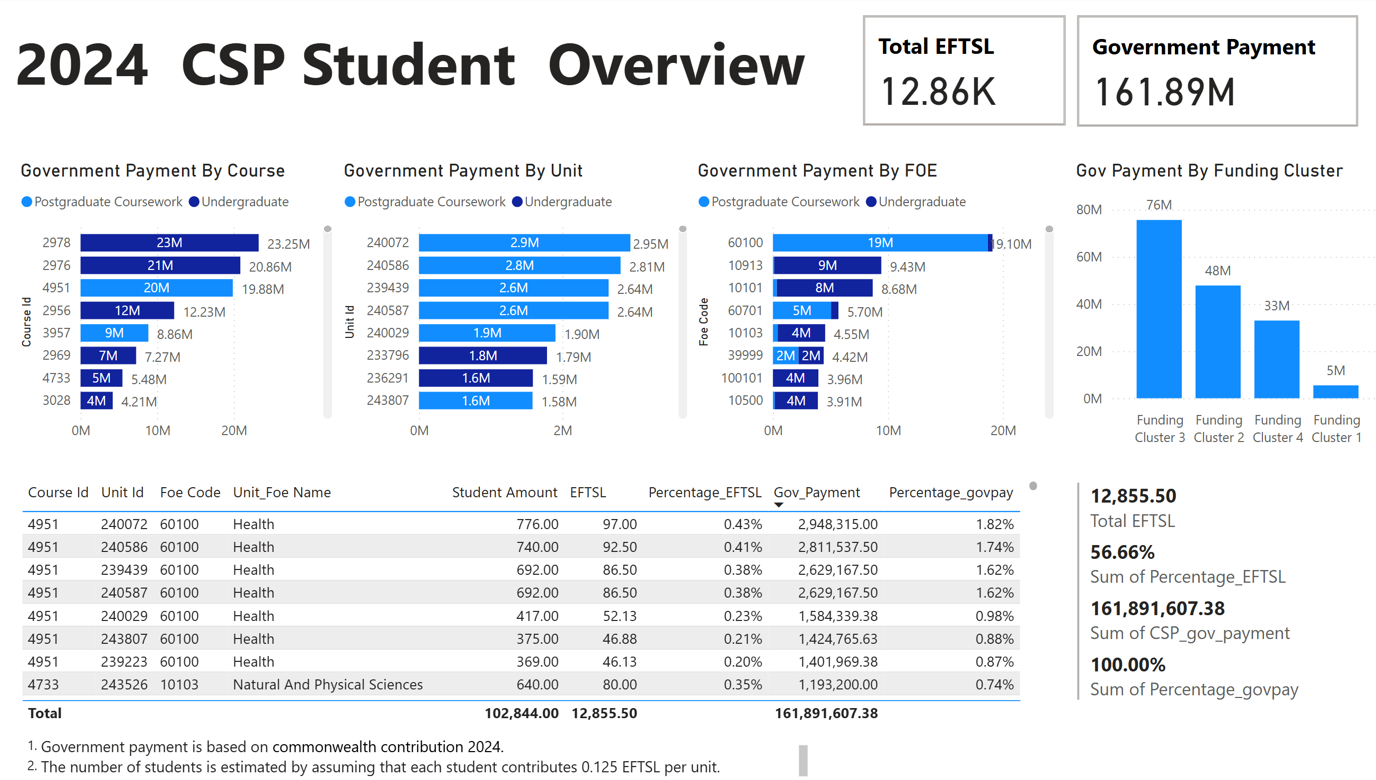 2024 CSP Student Overview
Total EFTSL
12.86K
Government Payment
161.89M
Government Payment By Course
Postgraduate Coursework Undergraduate
Course Id
2978 23M 23.25M
2976 21M 20.86M
4951 20M 19.88M
2956 12M 12.23M
3957 9M 8.86M
2969 7M 7.27M
4733 5M 5.48M
3028 4M 4.21M
0M 10M 20M
Government Payment By Unit
Postgraduate Coursework Undergraduate
Unit Id
240072 2.9M 2.95M
240586 2.8M 2.81M
239439 2.6M 2.64M
240587 2.6M 2.64M
240029 1.9M 1.90M
233796 1.8M 1.79M
236291 1.6M 1.59M
243807 1.6M 1.58M
0M 2M
Government Payment By FOE
Postgraduate Coursework Undergraduate
Foe Code
60100 19M 19.10M
10913 9M 9.43M
10101 8M 8.68M
60701 5M 5.70M
10103 4M 4.55M
39999 2M 2M 4.42M
100101 4M 3.96M
10500 4M 3.91M
0M 10M 20M
Gov Payment By Funding Cluster
80M
60M
40M
20M
0M
76M
48M
33M
5M
Funding Cluster 3
Funding Cluster 2
Funding Cluster 4
Funding Cluster 1
Course Id Unit Id Foe Code Unit_Foe Name Student Amount EFTSL Percentage_EFTSL Gov_Payment Percentage_govpay
4951 240072 60100 Health 776.00 97.00 0.43% 2,948,315.00 1.82%
4951 240586 60100 Health 740.00 92.50 0.41% 2,811,537.50 1.74%
4951 239439 60100 Health 692.00 86.50 0.38% 2,629,167.50 1.62%
4951 240587 60100 Health 692.00 86.50 0.38% 2,629,167.50 1.62%
4951 240029 60100 Health 417.00 52.13 0.23% 1,584,339.38 0.98%
4951 243807 60100 Health 375.00 46.88 0.21% 1,424,765.63 0.88%
4951 239223 60100 Health 369.00 46.13 0.20% 1,401,969.38 0.87%
4733 243526 10103 Natural And Physical Sciences 640.00 80.00 0.35% 1,193,200.00 0.74%
Total 102,844.00 12,855.50 161,891,607.38
12,855.50
Total EFTSL
56.66%
Sum of Percentage_EFTSL
161,891,607.38
Sum of CSP_gov_payment
100.00%
Sum of Percentage_govpay
1. Government payment is based on commonwealth contribution 2024.
2. The number of students is estimated by assuming that each student contributes 0.125 EFTSL per unit.